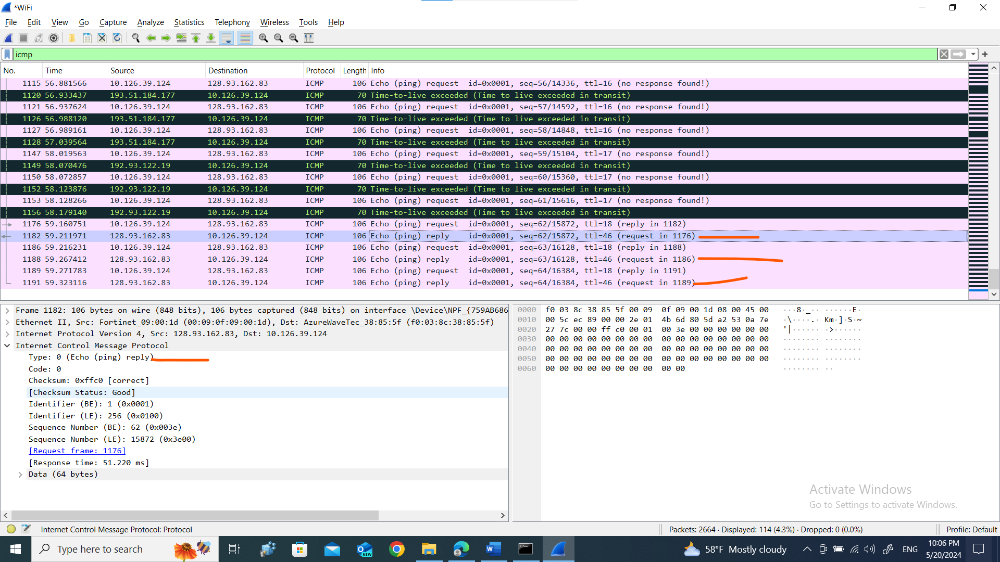 *WiFi
File Edit View Go Capture Analyze Statistics Telephony Wireless Tools Help
icmp
No. Time Source Destination Protocol Length Info
1115 56.881566 10.126.39.124 128.93.162.83 ICMP 106 Echo (ping) request id=0x0001, seq=56/14336, ttl=16 (no response found!)
1120 56.933437 193.51.184.177 10.126.39.124 ICMP 70 Time-to-live exceeded (Time to live exceeded in transit)
1121 56.937624 10.126.39.124 128.93.162.83 ICMP 106 Echo (ping) request id=0x0001, seq=57/14592, ttl=16 (no response found!)
1126 56.988120 193.51.184.177 10.126.39.124 ICMP 70 Time-to-live exceeded (Time to live exceeded in transit)
1127 56.989161 10.126.39.124 128.93.162.83 ICMP 106 Echo (ping) request id=0x0001, seq=58/14848, ttl=16 (no response found!)
1128 57.039564 193.51.184.177 10.126.39.124 ICMP 70 Time-to-live exceeded (Time to live exceeded in transit)
1147 58.019563 10.126.39.124 128.93.162.83 ICMP 106 Echo (ping) request id=0x0001, seq=59/15104, ttl=17 (no response found!)
1149 58.070476 192.93.122.19 10.126.39.124 ICMP 70 Time-to-live exceeded (Time to live exceeded in transit)
1150 58.072857 10.126.39.124 128.93.162.83 ICMP 106 Echo (ping) request id=0x0001, seq=60/15360, ttl=17 (no response found!)
1152 58.123876 192.93.122.19 10.126.39.124 ICMP 70 Time-to-live exceeded (Time to live exceeded in transit)
1153 58.128266 10.126.39.124 128.93.162.83 ICMP 106 Echo (ping) request id=0x0001, seq=61/15616, ttl=17 (no response found!)
1156 58.179140 192.93.122.19 10.126.39.124 ICMP 70 Time-to-live exceeded (Time to live exceeded in transit)
1176 59.160751 10.126.39.124 128.93.162.83 ICMP 106 Echo (ping) request id=0x0001, seq=62/15872, ttl=18 (reply in 1182)
1182 59.211971 128.93.162.83 10.126.39.124 ICMP 106 Echo (ping) reply id=0x0001, seq=62/15872, ttl=46 (request in 1176)
1186 59.216231 10.126.39.124 128.93.162.83 ICMP 106 Echo (ping) request id=0x0001, seq=63/16128, ttl=18 (reply in 1188)
1188 59.267412 128.93.162.83 10.126.39.124 ICMP 106 Echo (ping) reply id=0x0001, seq=63/16128, ttl=46 (request in 1186)
1189 59.271783 10.126.39.124 128.93.162.83 ICMP 106 Echo (ping) request id=0x0001, seq=64/16384, ttl=18 (reply in 1191)
1191 59.323116 128.93.162.83 10.126.39.124 ICMP 106 Echo (ping) reply id=0x0001, seq=64/16384, ttl=46 (request in 1189)
Frame 1182: 106 bytes on wire (848 bits), 106 bytes captured (848 bits) on interface \Device\NPF_{759AB686
Ethernet II, Src: Fortinet_09:00:1d (00:09:0f:09:00:1d), Dst: AzureWaveTec_38:85:5f (f0:03:8c:38:85:5f)
Internet Protocol Version 4, Src: 128.93.162.83, Dst: 10.126.39.124
Internet Control Message Protocol
Type: 0 (Echo (ping) reply)
Code: 0
Checksum: 0xffc0 [correct]
[Checksum Status: Good]
Identifier (BE): 1 (0x0001)
Identifier (LE): 256 (0x0100)
Sequence Number (BE): 62 (0x003e)
Sequence Number (LE): 15872 (0x3e00)
[Request frame: 1176]
[Response time: 51.220 ms]
Data (64 bytes)
0000 f0 03 8c 38 85 5f 00 09 0f 09 00 1d 08 00 45 00 ···8·_·· ······E·
0010 00 5c ec 89 00 00 2e 01 4b 6d 80 5d a2 53 0a 7e ·\····.· Km·]·S·~
0020 27 7c 00 00 ff c0 00 01 00 3e 00 00 00 00 00 00 '|······ ·>······
0030 00 00 00 00 00 00 00 00 00 00 00 00 00 00 00 00 ········ ········
0040 00 00 00 00 00 00 00 00 00 00 00 00 00 00 00 00 ········ ········
0050 00 00 00 00 00 00 00 00 00 00 00 00 00 00 00 00 ········ ········
0060 00 00 00 00 00 00 00 00 00 00 ········ ··
Activate Windows
Go to Settings to activate Windows.
Internet Control Message Protocol: Protocol
Packets: 2664 · Displayed: 114 (4.3%) · Dropped: 0 (0.0%)
Profile: Default
Type here to search
NEW
58°F Mostly cloudy
ENG
10:06 PM
5/20/2024